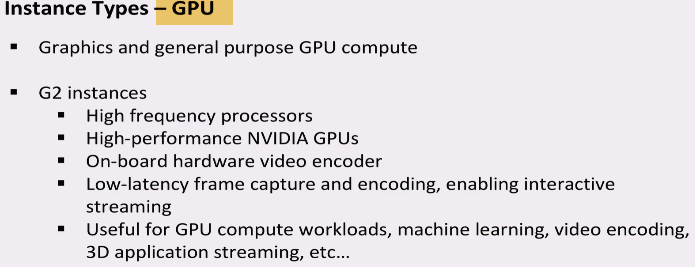 Instance Types – GPU
▪ Graphics and general purpose GPU compute
▪ G2 instances
▪ High frequency processors
▪ High-performance NVIDIA GPUs
▪ On-board hardware video encoder
▪ Low-latency frame capture and encoding, enabling interactive
streaming
▪ Useful for GPU compute workloads, machine learning, video encoding,
3D application streaming, etc...